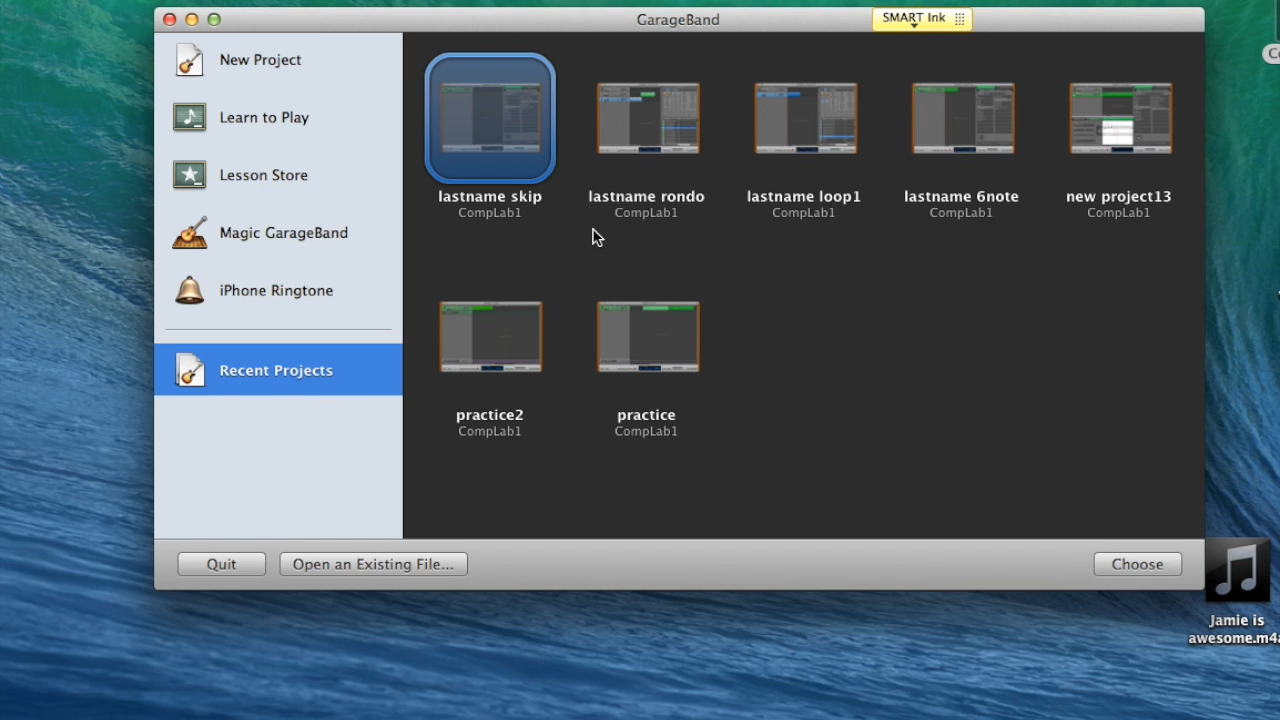 GarageBand
SMART Ink
New Project
Learn to Play
Lesson Store
Magic GarageBand
iPhone Ringtone
Recent Projects
lastname skip
CompLab1
lastname rondo
CompLab1
lastname loop1
CompLab1
lastname 6note
CompLab1
new project13
CompLab1
practice2
CompLab1
practice
CompLab1
Quit
Open an Existing File...
Choose
Jamie is
awesome.m4a